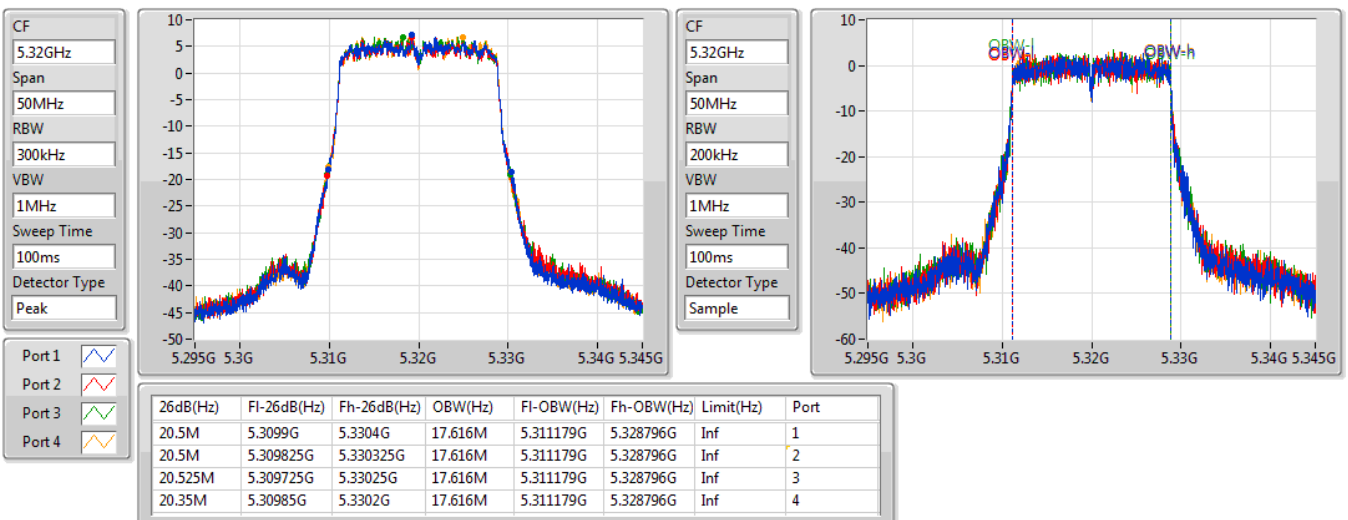 CF
5.32GHz
Span
50MHz
RBW
300kHz
VBW
1MHz
Sweep Time
100ms
Detector Type
Peak
10
5
0
-5
-10
-15
-20
-25
-30
-35
-40
-45
-50
5.295G 5.3G 5.31G 5.32G 5.33G 5.34G 5.345G
CF
5.32GHz
Span
50MHz
RBW
200kHz
VBW
1MHz
Sweep Time
100ms
Detector Type
Sample
10
0
-10
-20
-30
-40
-50
-60
OBW-l
OBW-h
5.295G 5.3G 5.31G 5.32G 5.33G 5.34G 5.345G
Port 1
Port 2
Port 3
Port 4
26dB(Hz) Fl-26dB(Hz) Fh-26dB(Hz) OBW(Hz) Fl-OBW(Hz) Fh-OBW(Hz) Limit(Hz) Port
20.5M 5.3099G 5.3304G 17.616M 5.311179G 5.328796G Inf 1
20.5M 5.309825G 5.330325G 17.616M 5.311179G 5.328796G Inf 2
20.525M 5.309725G 5.33025G 17.616M 5.311179G 5.328796G Inf 3
20.35M 5.30985G 5.3302G 17.616M 5.311179G 5.328796G Inf 4